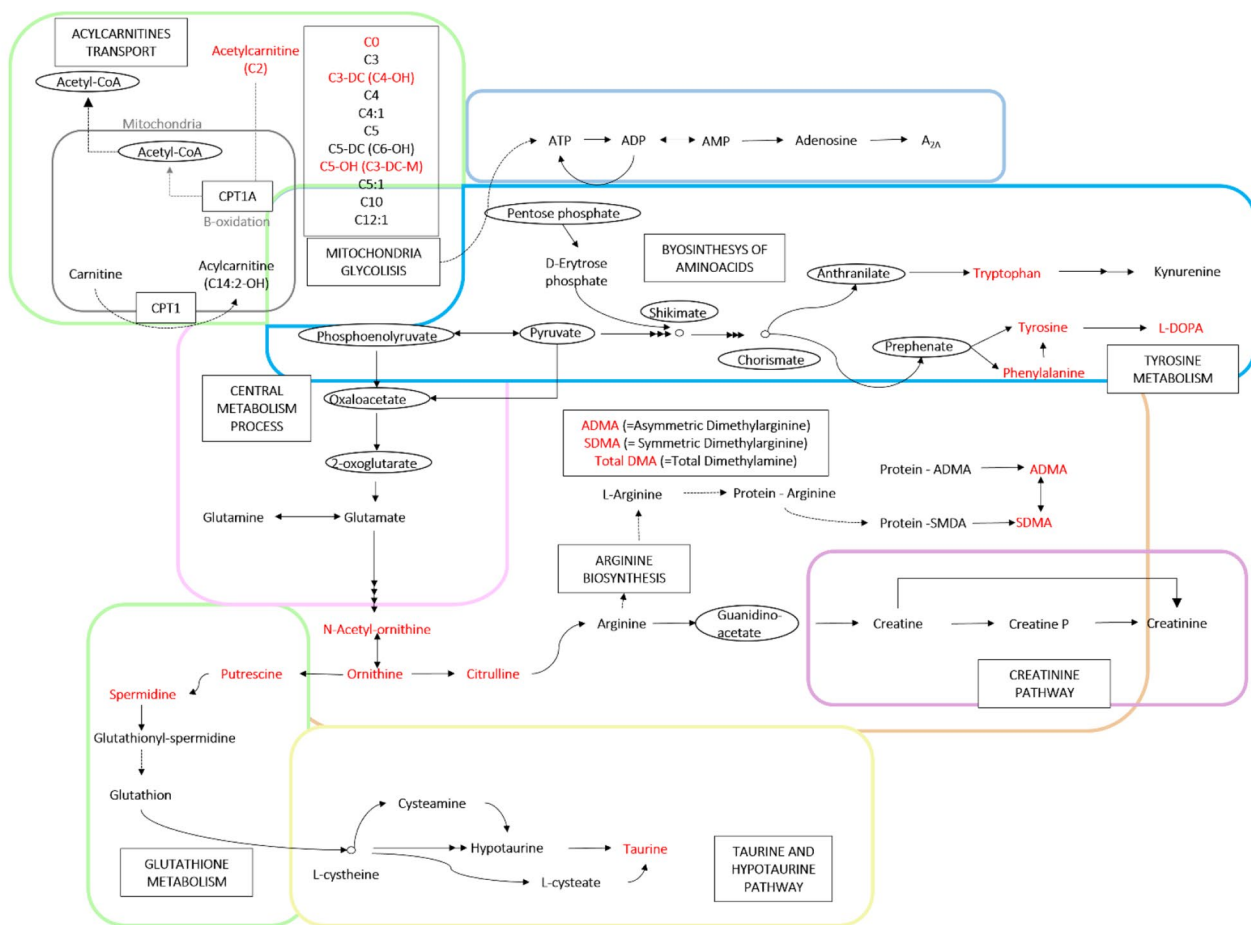 ACYLCARNITINES
TRANSPORT
Acetylcarnitine
(C2)
Acetyl-CoA
Mitochondria
Acetyl-CoA
CPT1A
B-oxidation
Carnitine
Acylcarnitine
(C14:2-OH)
CPT1
C0
C3
C3-DC (C4-OH)
C4
C4:1
C5
C5-DC (C6-OH)
C5-OH (C3-DC-M)
C5:1
C10
C12:1
MITOCHONDRIA
GLYCOLISIS
ATP
ADP
AMP
Adenosine
A2A
Pentose phosphate
D-Erytrose
phosphate
BYOSINTHESYS OF
AMINOACIDS
Anthranilate
Tryptophan
Kynurenine
Shikimate
Phosphoenolyruvate
Pyruvate
Chorismate
Prephenate
Tyrosine
L-DOPA
Phenylalanine
TYROSINE
METABOLISM
CENTRAL
METABOLISM
PROCESS
Oxaloacetate
2-oxoglutarate
Glutamine
Glutamate
ADMA (=Asymmetric Dimethylarginine)
SDMA (= Symmetric Dimethylarginine)
Total DMA (=Total Dimethylamine)
Protein - ADMA
ADMA
L-Arginine
Protein - Arginine
Protein -SMDA
SDMA
ARGININE
BIOSYNTHESIS
N-Acetyl-ornithine
Arginine
Guanidino-
acetate
Creatine
Creatine P
Creatinine
CREATININE
PATHWAY
Putrescine
Ornithine
Citrulline
Spermidine
Glutathionyl-spermidine
Glutathion
GLUTATHIONE
METABOLISM
Cysteamine
Hypotaurine
Taurine
L-cystheine
L-cysteate
TAURINE AND
HYPOTAURINE
PATHWAY